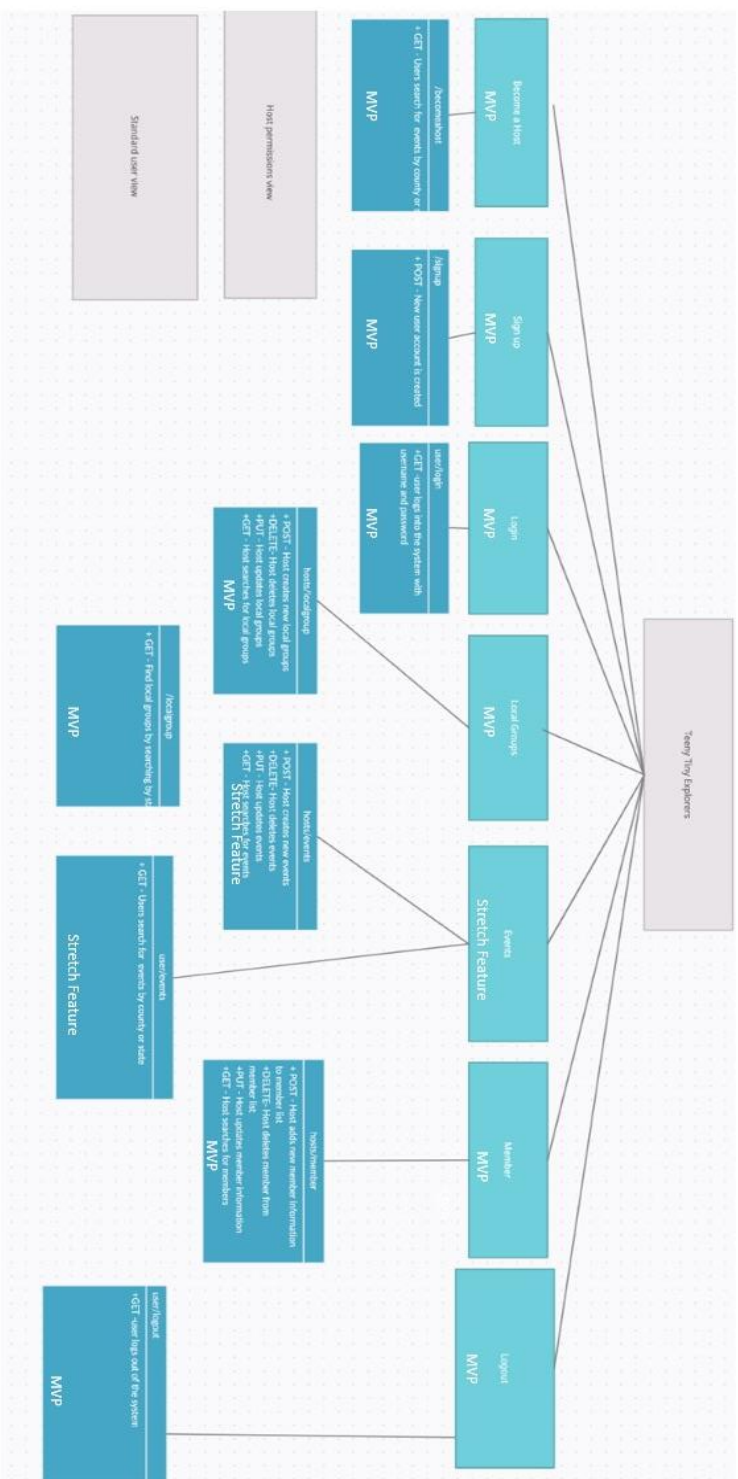 Teeny Tiny Explorers
Become a Host
MVP
Sign up
MVP
Login
MVP
Local Groups
MVP
Events
Stretch Feature
Member
MVP
Logout
MVP
/becomeahost
+ GET - Users search for events by county or
MVP
/signup
+ POST - New user account is created
MVP
user/login
+GET -user logs into the system with
username and password
MVP
Host permissions view
hosts/localgroup
+ POST - Host creates new local groups
+DELETE- Host deletes local groups
+PUT - Host updates local groups
+GET - Host searches for local groups
MVP
hosts/events
+ POST - Host creates new events
+DELETE- Host deletes events
+PUT - Host updates events
+GET - Host searches for events
Stretch Feature
hosts/member
+ POST - Host adds new member information
to member list
+DELETE- Host deletes member from
member list
+PUT - Host updates member information
+GET - Host searches for members
MVP
Standard user view
/localgroup
+ GET - Find local groups by searching by
MVP
user/events
+ GET - Users search for events by county or state
Stretch Feature
user/logout
+GET -user logs out of the system
MVP